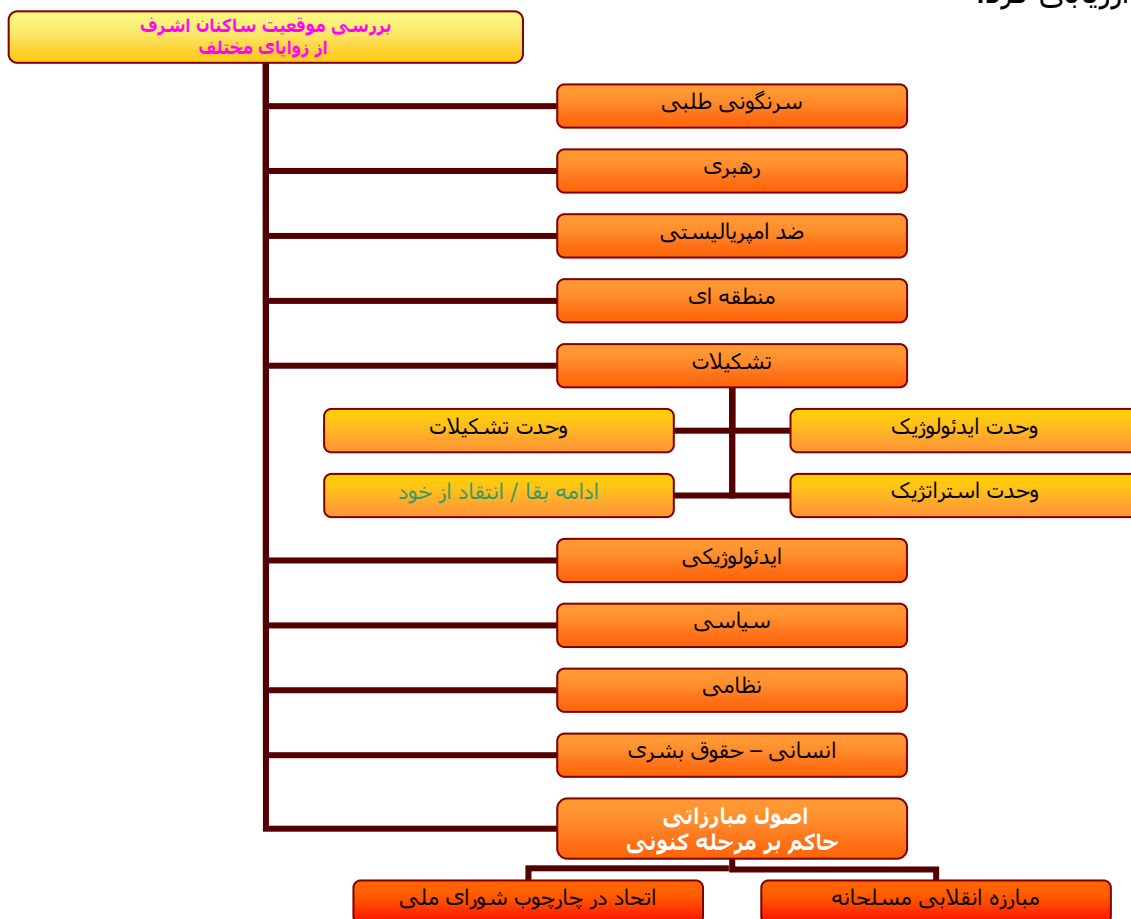 ارزیابی کرد.
بررسی موقعیت ساکنان اشرف
از زوایای مختلف
سرنگونی طلبی
رهبری
ضد امپریالیستی
منطقه ای
تشکیلات
وحدت ایدئولوژیک
وحدت تشکیلات
وحدت استراتژیک
ادامه بقا / انتقاد از خود
ایدئولوژیکی
سیاسی
نظامی
انسانی – حقوق بشری
اصول مبارزاتی
حاکم بر مرحله کنونی
مبارزه انقلابی مسلحانه
اتحاد در چارچوب شورای ملی